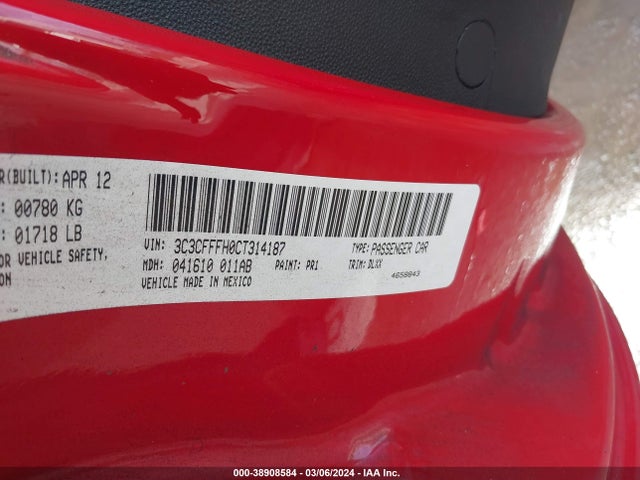 R(BUILT): APR 12
: 00780 KG
: 01718 LB
OR VEHICLE SAFETY,
ON
VIN: 3C3CFFFH0CT314187 TYPE: PASSENGER CAR
MDH: 041610 011AB PAINT: PR1 TRIM: DLXX
VEHICLE MADE IN MEXICO 4658843
000-38908584 / 03/06/2024 - IAA Inc.